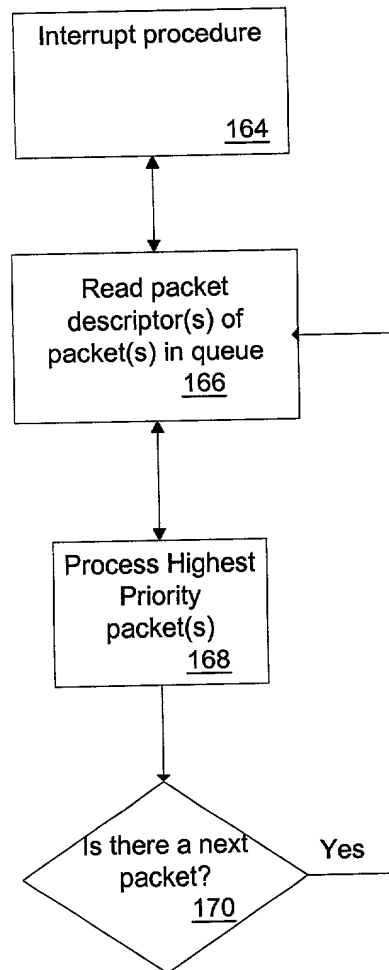 Interrupt procedure
164
Read packet
descriptor(s) of
packet(s) in queue
166
Process Highest
Priority
packet(s)
168
Is there a next
packet?
170
Yes